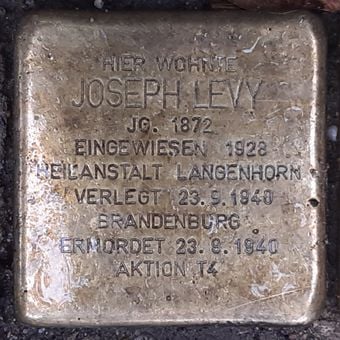 HIER WOHNTE
JOSEPH LEVY
JG. 1872
EINGEWIESEN 1928
HEILANSTALT LANGENHORN
"VERLEGT" 23.9.1940
BRANDENBURG
ERMORDET 23.9.1940
AKTION T4